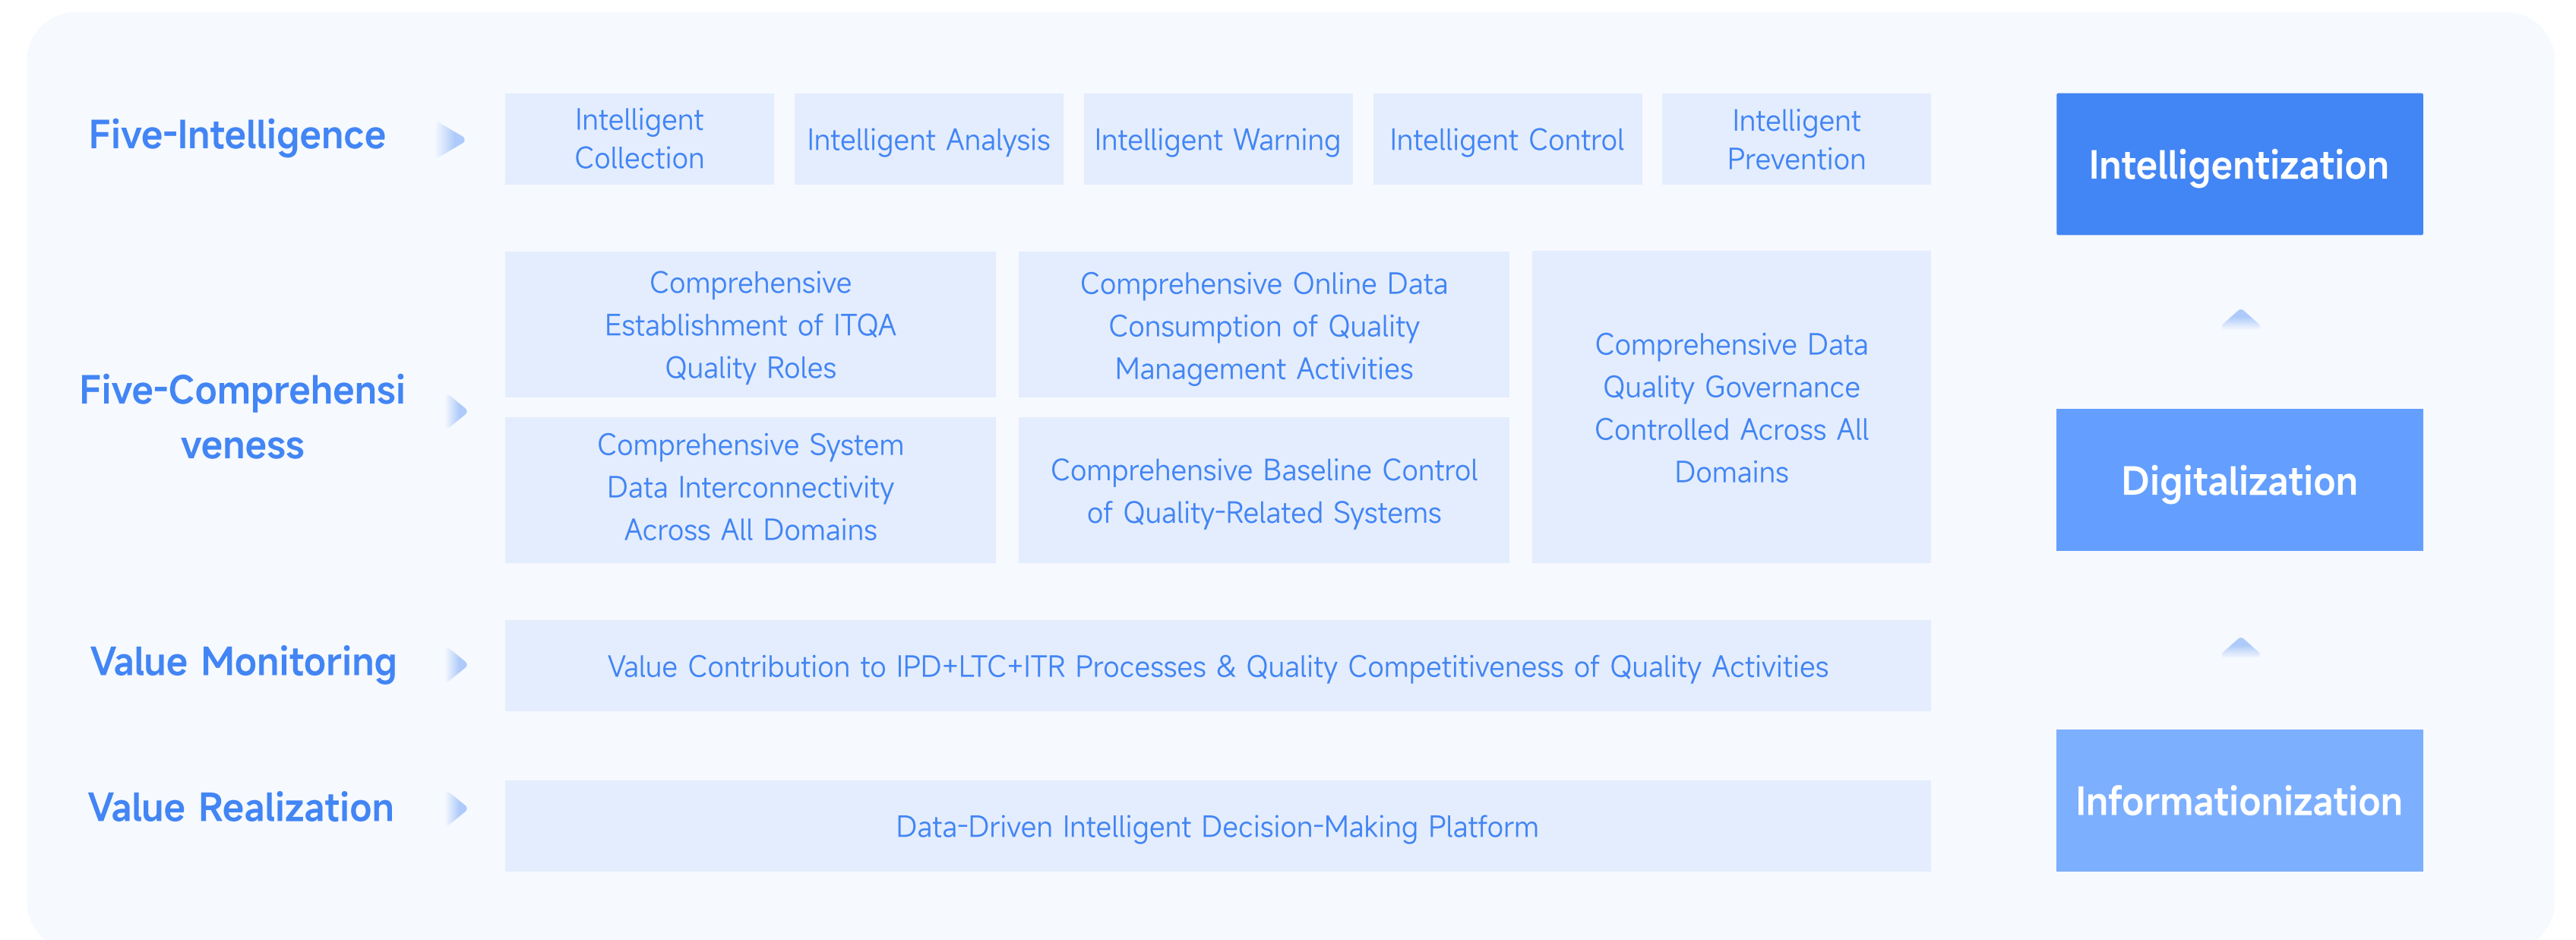 Five-Intelligence
Intelligent
Collection
Intelligent Analysis
Intelligent Warning
Intelligent Control
Intelligent
Prevention
Intelligentization
Five-Comprehensi
veness
Comprehensive
Establishment of ITQA
Quality Roles
Comprehensive Online Data
Consumption of Quality
Management Activities
Comprehensive System
Data Interconnectivity
Across All Domains
Comprehensive Baseline Control
of Quality-Related Systems
Comprehensive Data
Quality Governance
Controlled Across All
Domains
Digitalization
Value Monitoring
Value Contribution to IPD+LTC+ITR Processes & Quality Competitiveness of Quality Activities
Value Realization
Data-Driven Intelligent Decision-Making Platform
Informationization